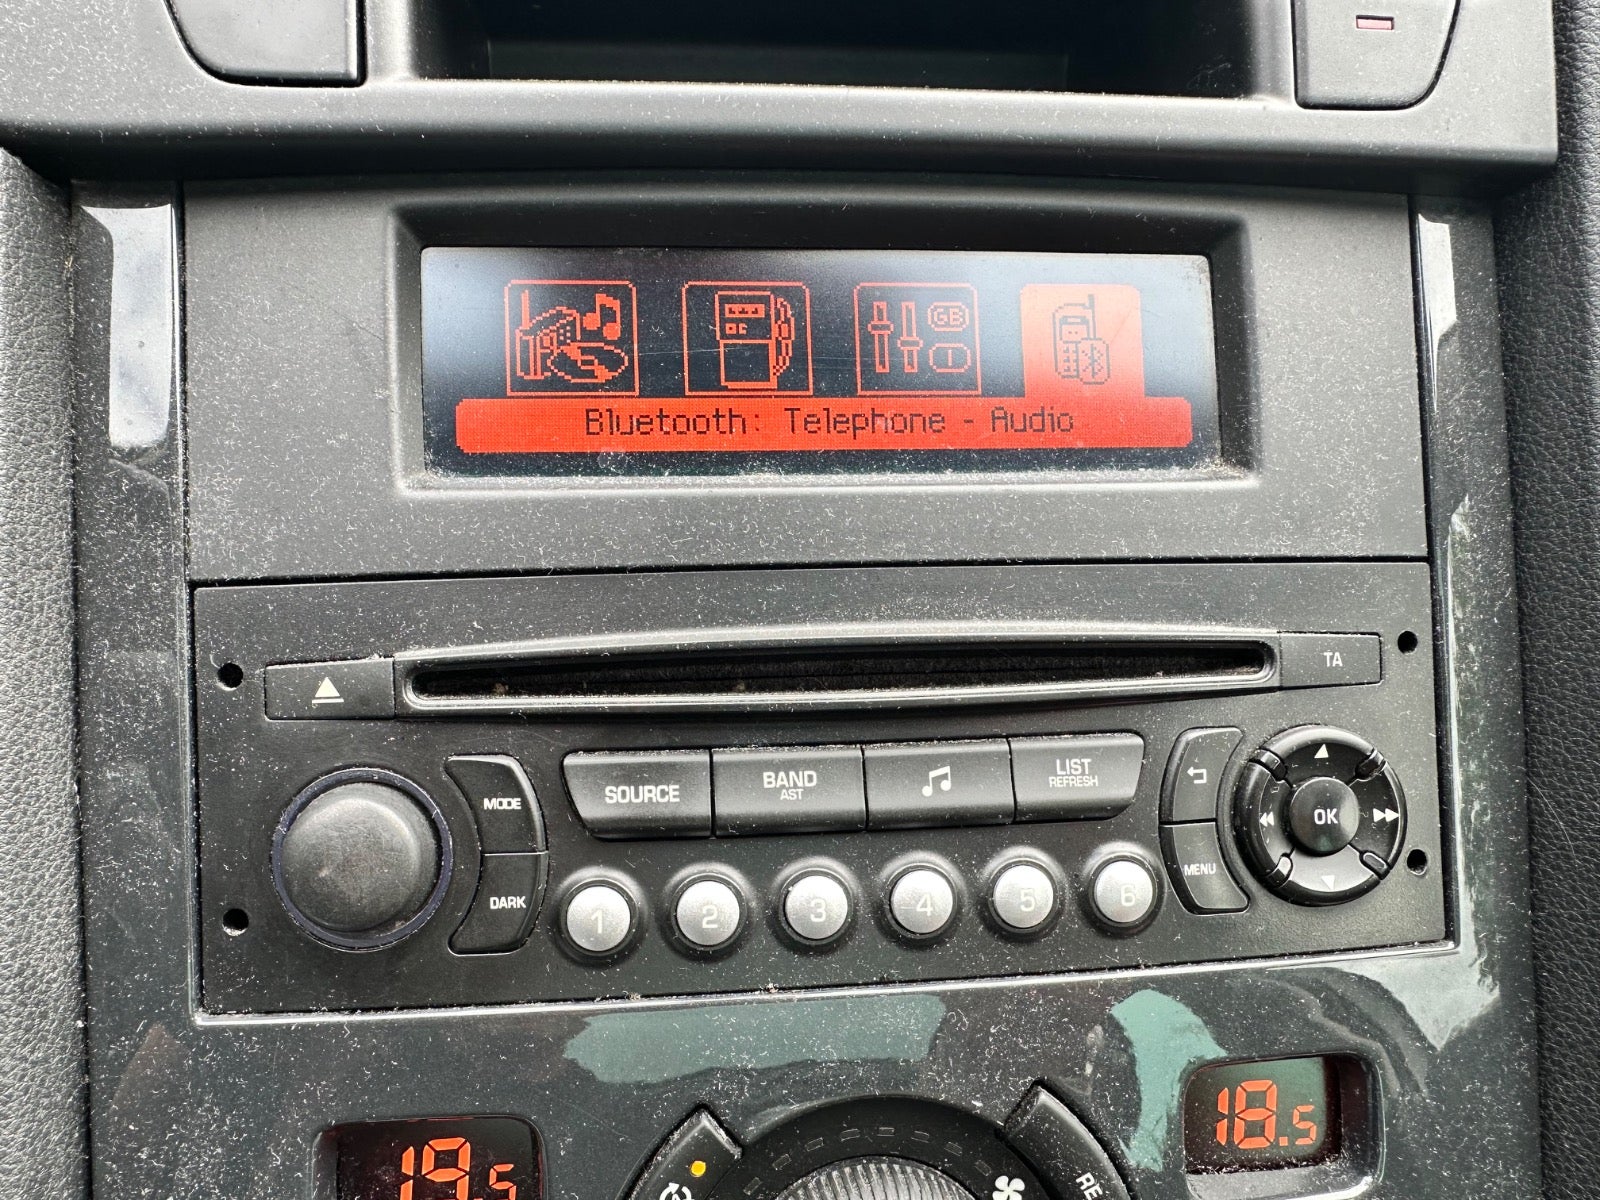 GB
Bluetooth: Telephone - Audio
TA
SOURCE
BAND
AST
LIST
REFRESH
MODE
DARK
MENU
OK
1
2
3
4
5
6
19.5
18.5